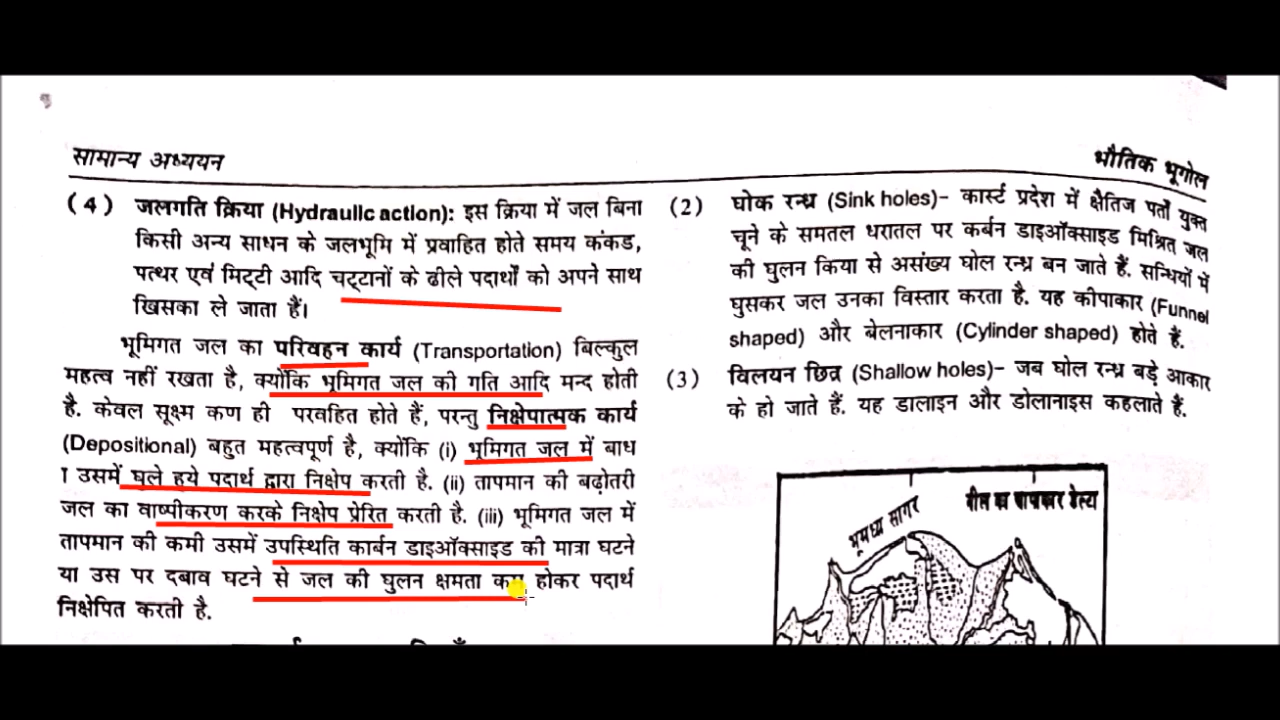 सामान्य अध्ययन
भौतिक भूगोल
(4) जलगति क्रिया (Hydraulic action): इस क्रिया में जल बिना
किसी अन्य साधन के जलभूमि में प्रवाहित होते समय कंकड,
पत्थर एवं मिट्टी आदि चट्टानों के ढीले पदार्थों को अपने साथ
खिसका ले जाता हैं।
भूमिगत जल का परिवहन कार्य (Transportation) बिल्कुल
महत्व नहीं रखता है, क्योंकि भूमिगत जल की गति आदि मन्द होती
है. केवल सूक्ष्म कण ही परवहित होते हैं, परन्तु निक्षेपात्मक कार्य
(Depositional) बहुत महत्वपूर्ण है, क्योंकि (i) भूमिगत जल में बाध
ा उसमें घुले हुये पदार्थ द्वारा निक्षेप करती है. (ii) तापमान की बढ़ोतरी
जल का वाष्पीकरण करके निक्षेप प्रेरित करती है. (iii) भूमिगत जल में
तापमान की कमी उसमें उपस्थिति कार्बन डाइऑक्साइड की मात्रा घटने
या उस पर दबाव घटने से जल की घुलन क्षमता कम होकर पदार्थ
निक्षेपित करती है.
(2) घोक रन्ध्र (Sink holes)- कार्स्ट प्रदेश में क्षैतिज पर्तों युक्त
चूने के समतल धरातल पर कर्बन डाइऑक्साइड मिश्रित जल
की घुलन किया से असंख्य घोल रन्ध्र बन जाते हैं. सन्धियों में
घुसकर जल उनका विस्तार करता है. यह कीपाकार (Funnel
shaped) और बेलनाकार (Cylinder shaped) होते हैं.
(3) विलयन छिद्र (Shallow holes)- जब घोल रन्ध्र बड़े आकार
के हो जाते हैं. यह डालाइन और डोलानाइस कहलाते हैं.
भूमध्य सागर
नील का चापाकार डेल्टा